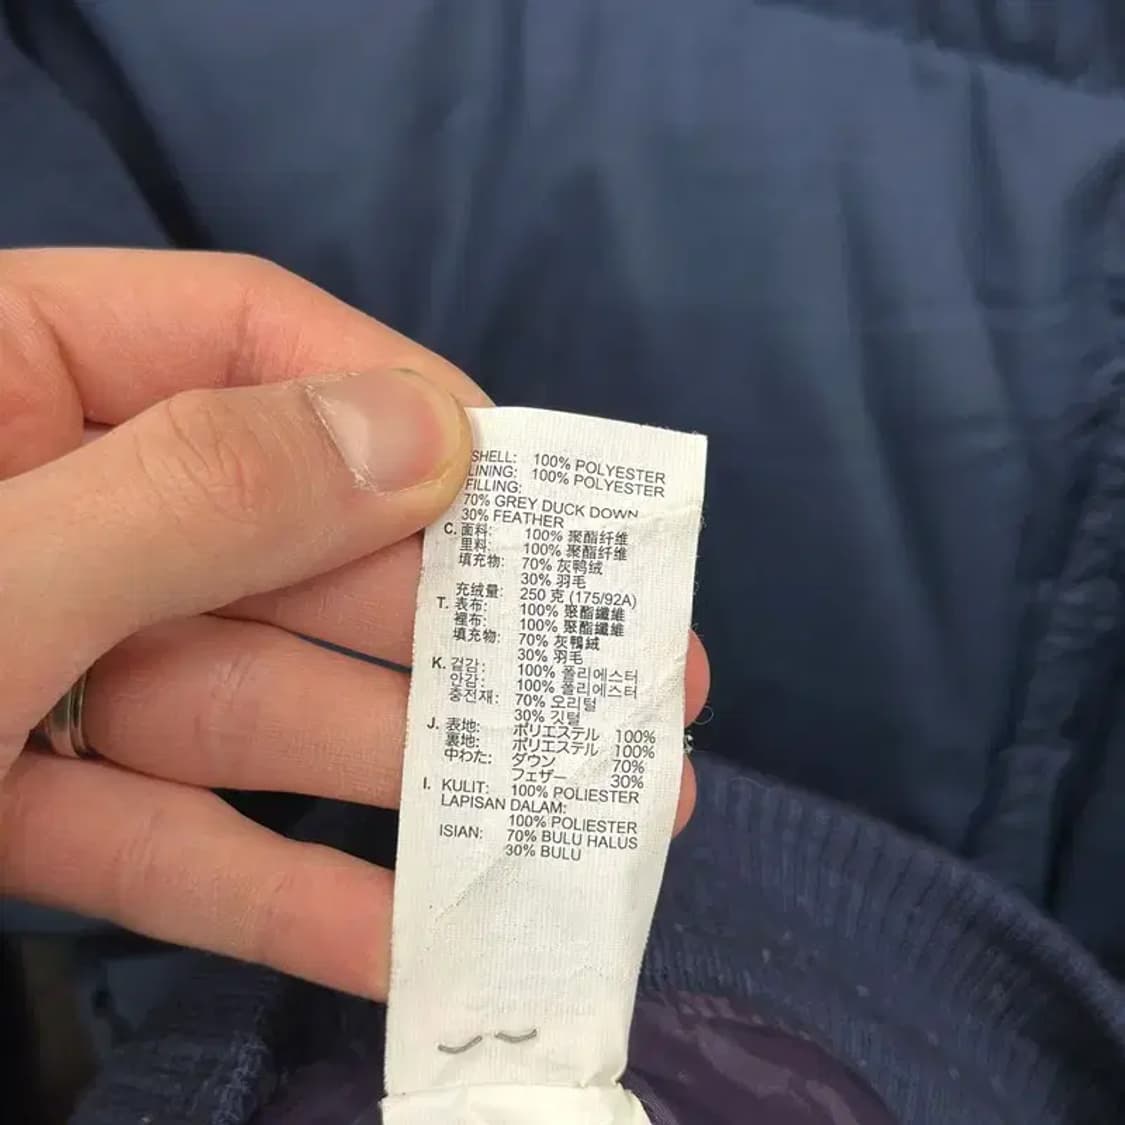 SHELL: 100% POLYESTER
LINING: 100% POLYESTER
FILLING:
70% GREY DUCK DOWN
30% FEATHER
C. 面料: 100% 聚酯纤维
里料: 100% 聚酯纤维
填充物: 70% 灰鸭绒
30% 羽毛
充绒量: 250 克 (175/92A)
T. 表布: 100% 聚酯纖維
裡布: 100% 聚酯纖維
填充物: 70% 灰鴨絨
30% 羽毛
K. 겉감: 100% 폴리에스터
안감: 100% 폴리에스터
충전재: 70% 오리털
30% 깃털
J. 表地: ポリエステル 100%
裏地: ポリエステル 100%
中わた: ダウン 70%
フェザー 30%
I. KULIT: 100% POLIESTER
LAPISAN DALAM:
100% POLIESTER
ISIAN: 70% BULU HALUS
30% BULU